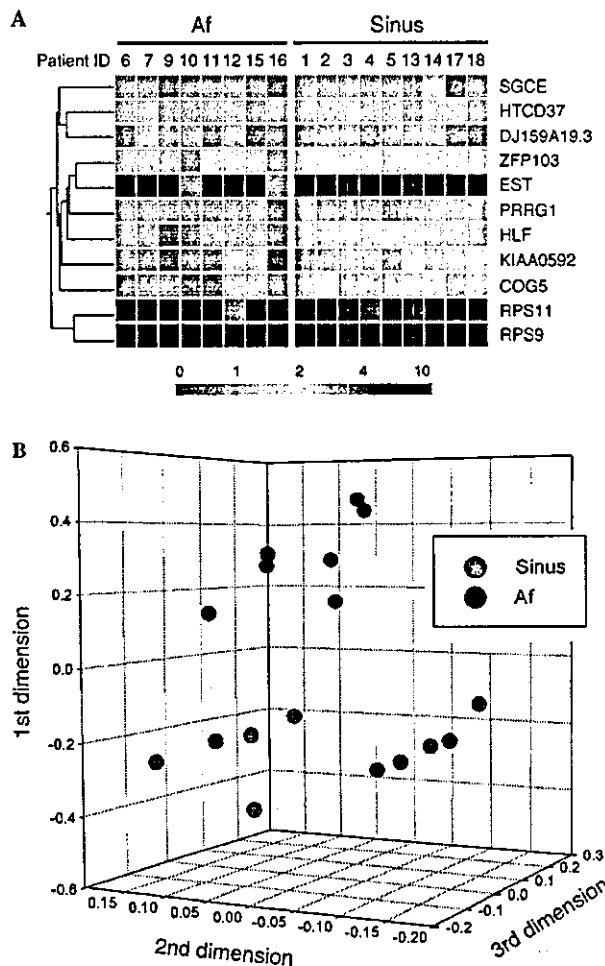 A
Af Sinus
Patient ID 6 7 9 10 11 12 15 16 1 2 3 4 5 13 14 17 18
SGCE
HTCD37
DJ159A19.3
ZFP103
EST
PRRG1
HLF
KIAA0592
COG5
RPS11
RPS9
0 1 2 4 10
B
0.6
0.4
0.2
0.0
-0.2
-0.4
-0.6
1st dimension
Sinus
Af
0.15 0.10 0.05 0.00 -0.05 -0.10 -0.15 -0.20
2nd dimension
-0.2 -0.1 0.0 0.1 0.2 0.3
3rd dimension